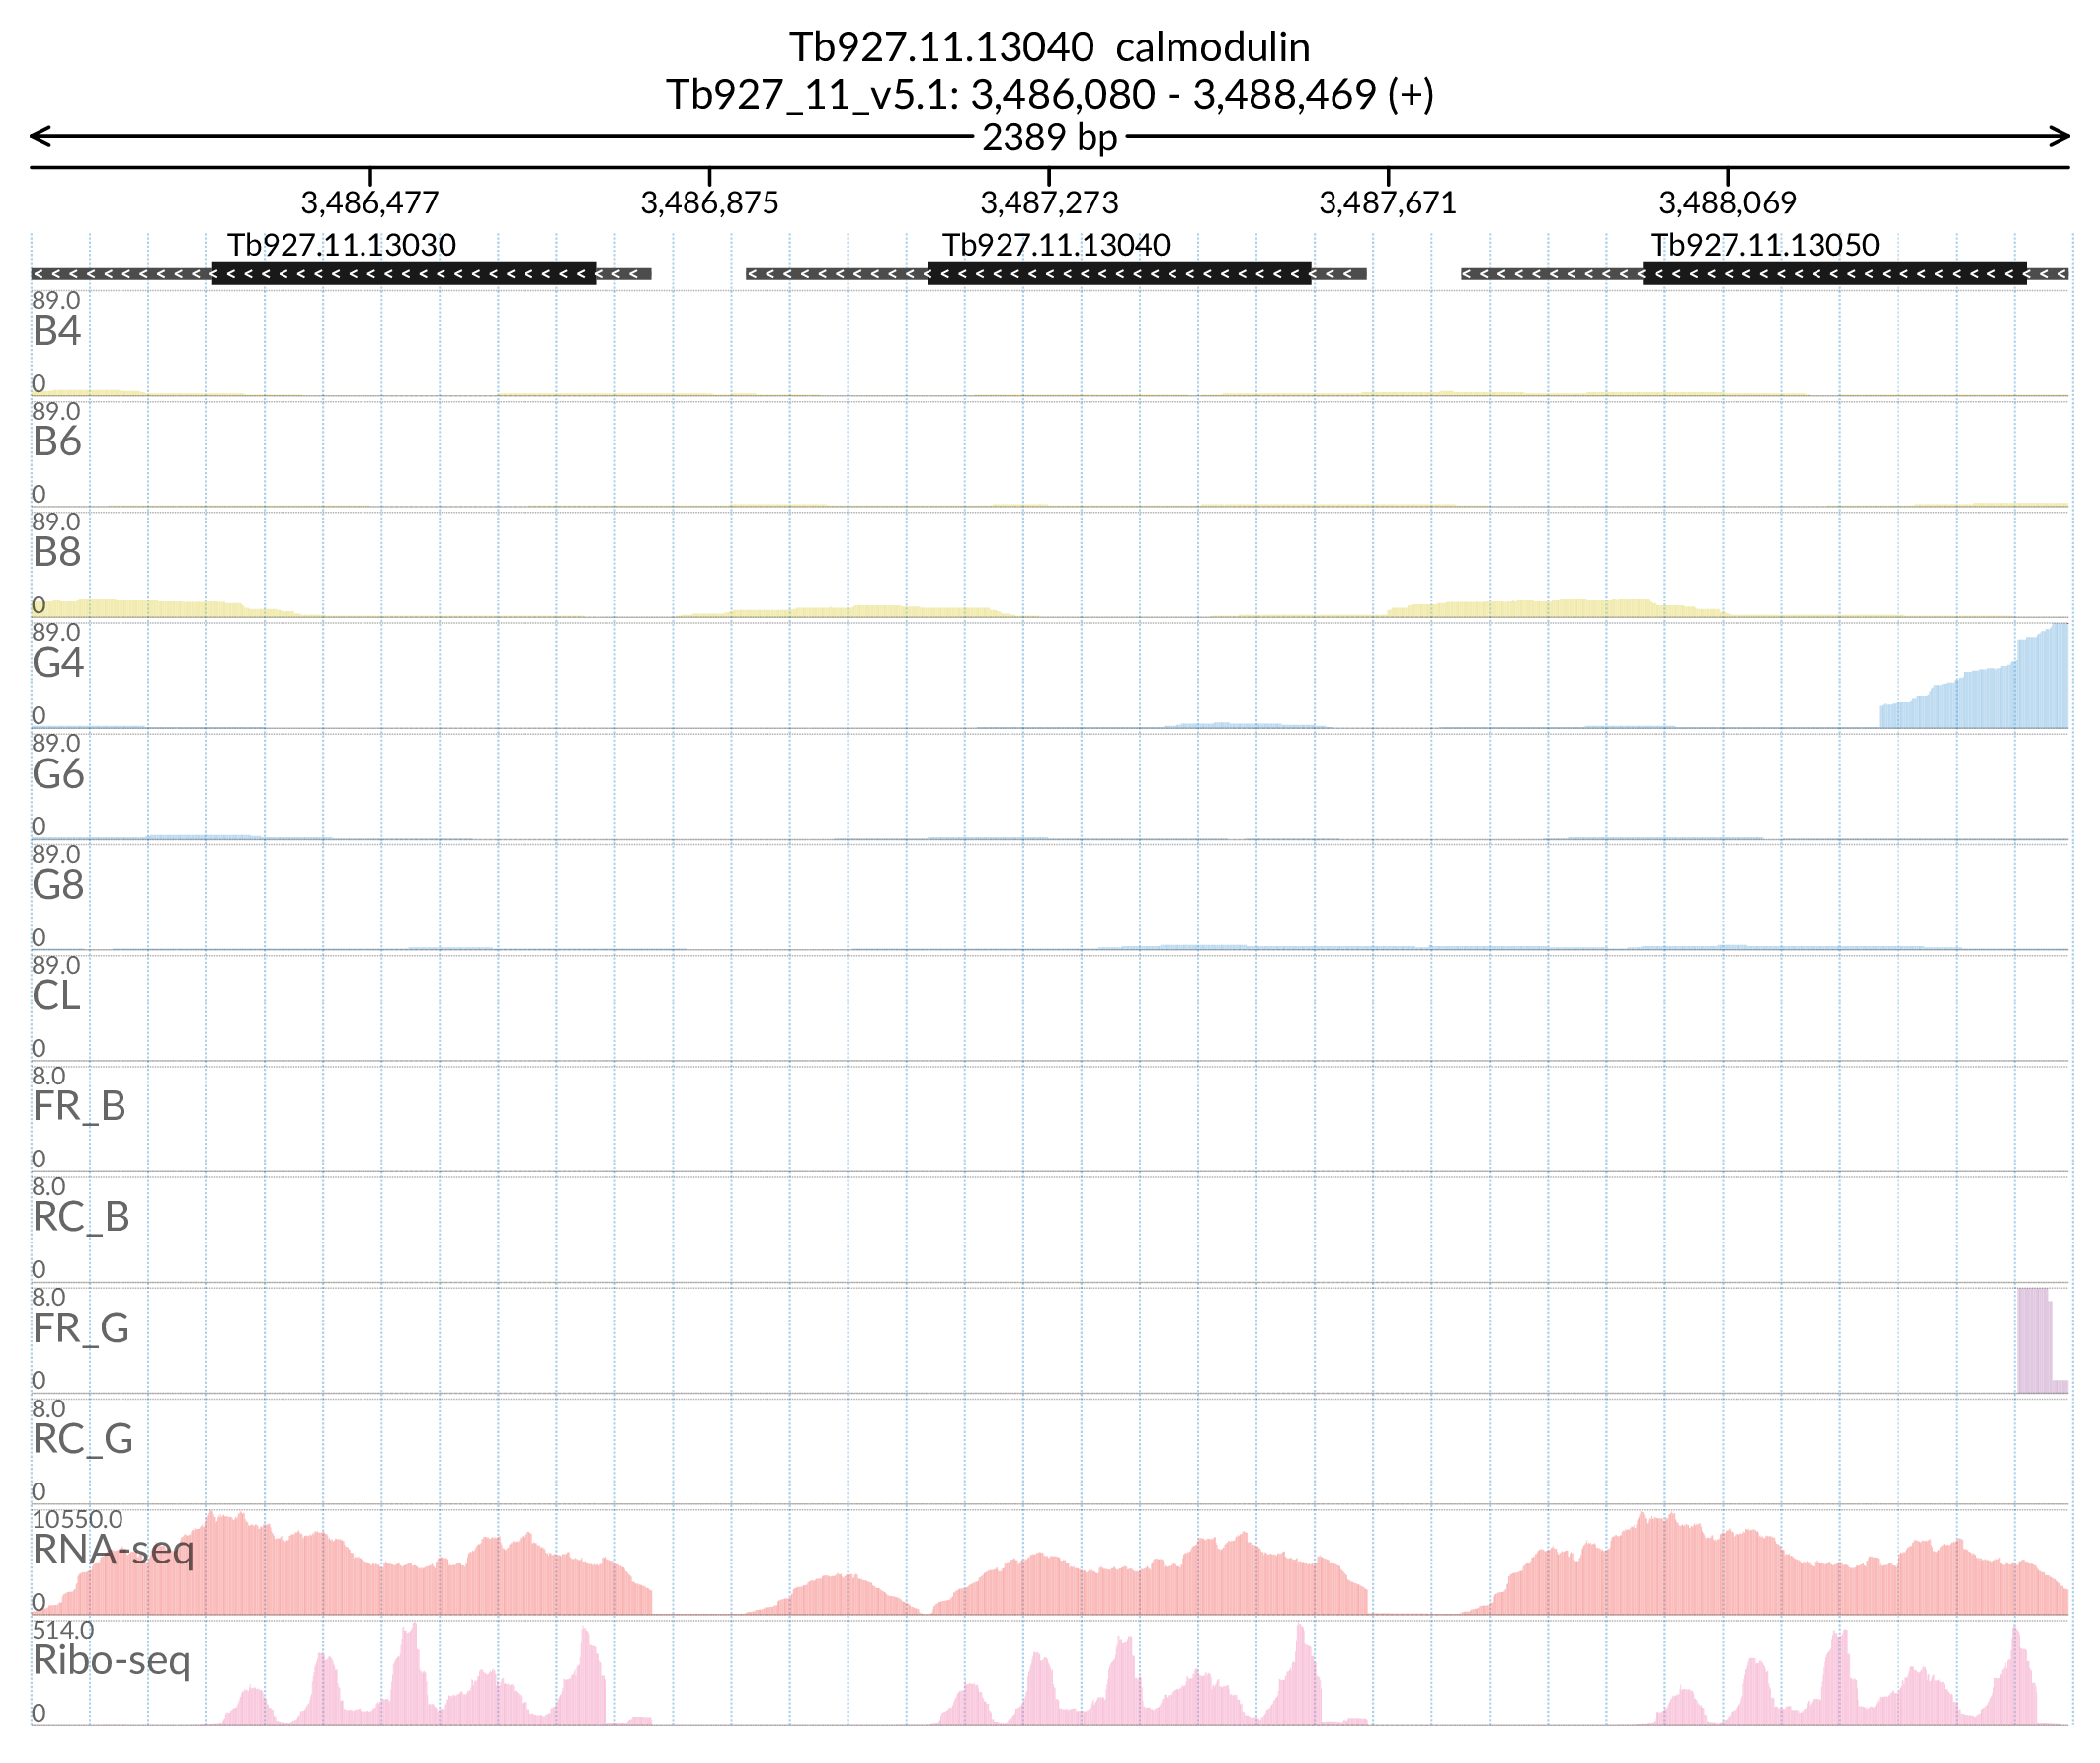 Tb927.11.13040 calmodulin
Tb927_11_v5.1: 3,486,080 - 3,488,469 (+)
2389 bp
3,486,477 3,486,875 3,487,273 3,487,671 3,488,069
Tb927.11.13030 Tb927.11.13040 Tb927.11.13050
89.0
B4
0
89.0
B6
0
89.0
B8
0
89.0
G4
0
89.0
G6
0
89.0
G8
0
89.0
CL
0
8.0
FR_B
0
8.0
RC_B
0
8.0
FR_G
0
8.0
RC_G
0
10550.0
RNA-seq
0
514.0
Ribo-seq
0